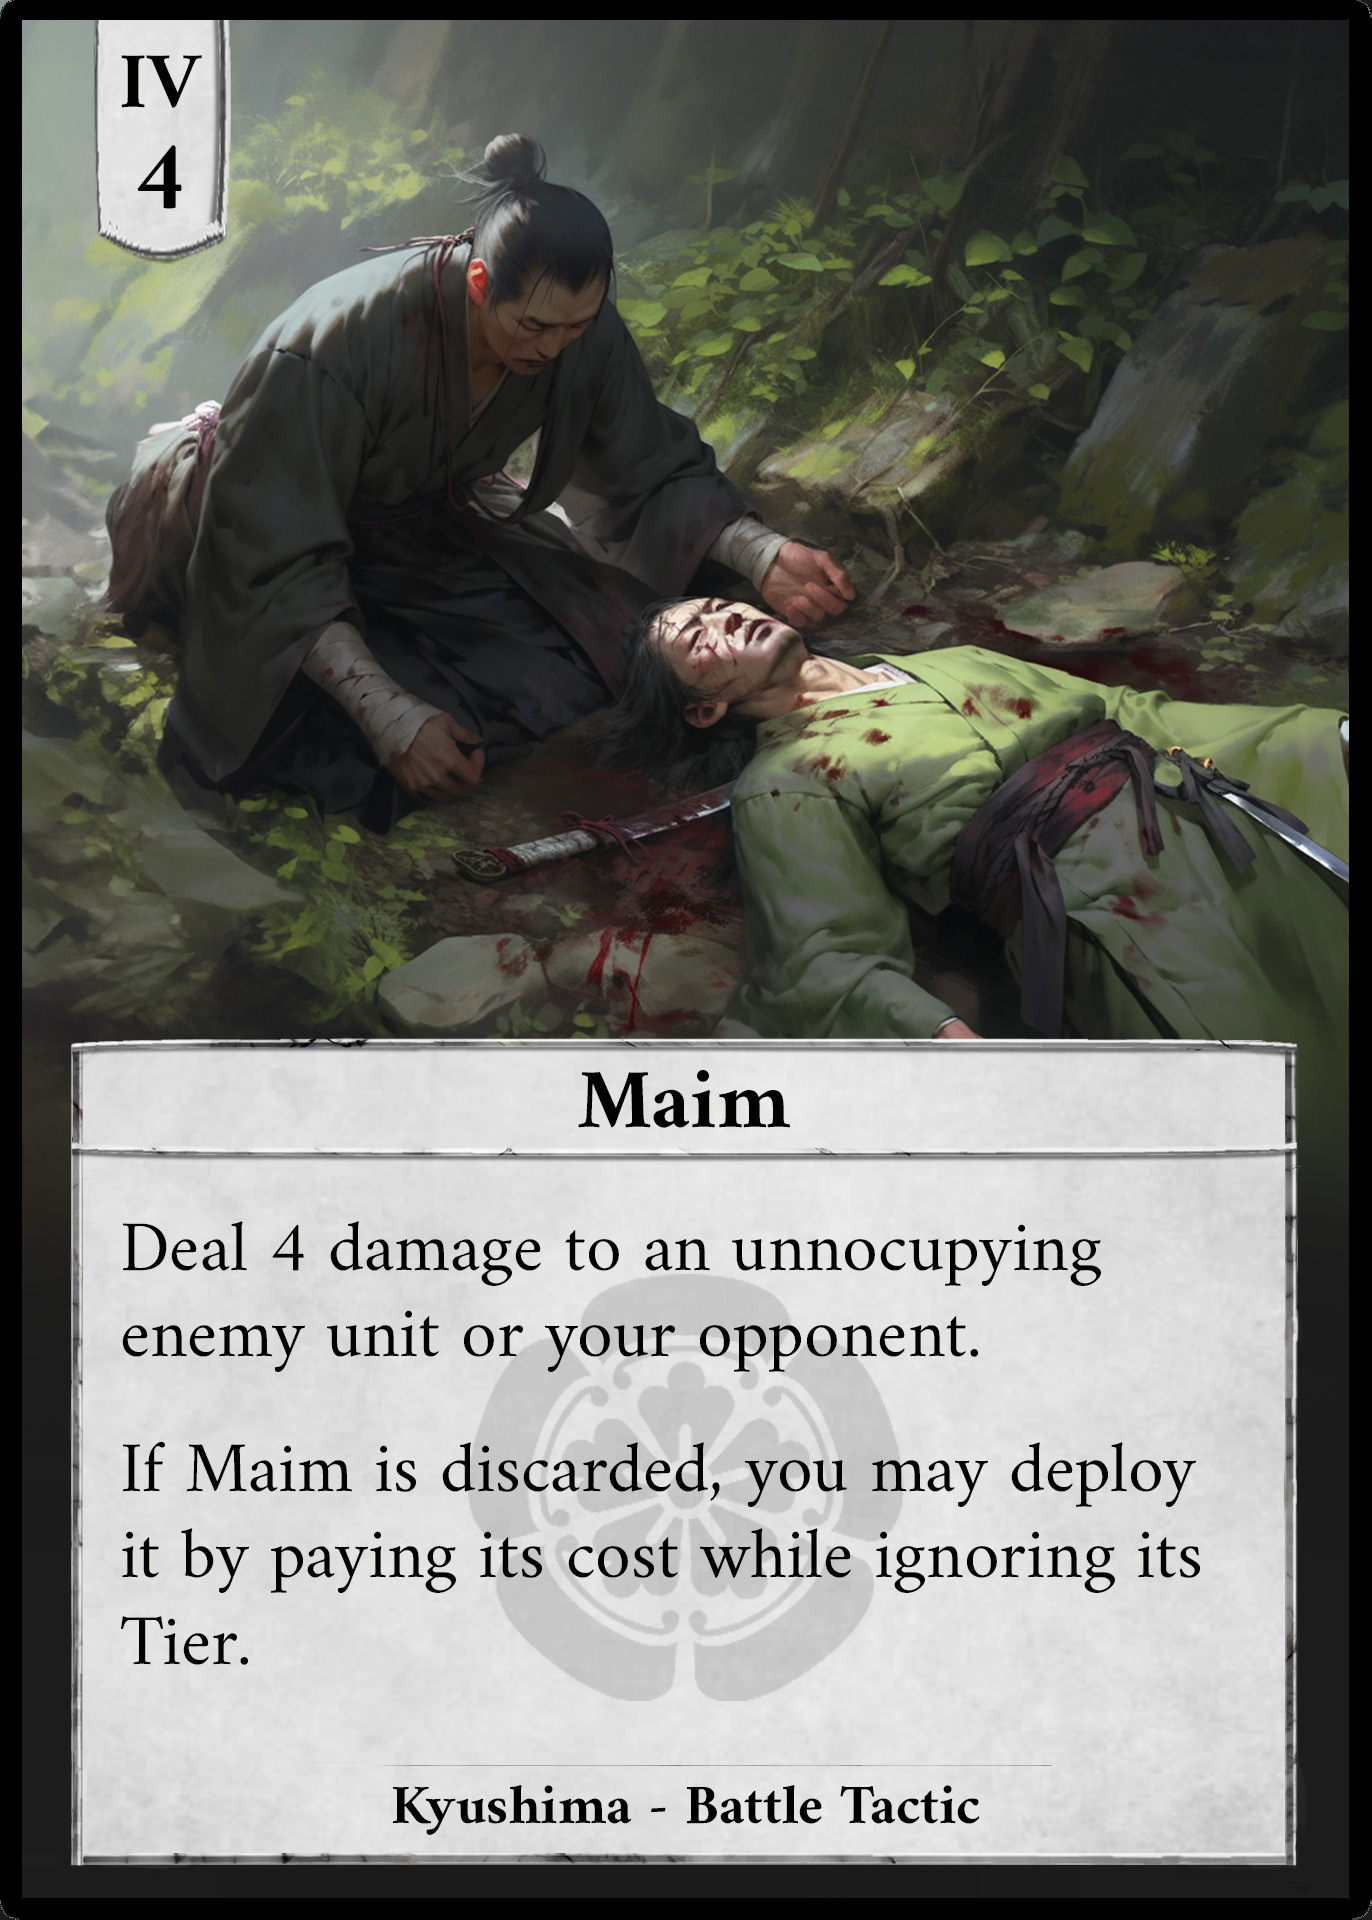 IV
4
Maim
Deal 4 damage to an unnocupying
enemy unit or your opponent.
If Maim is discarded, you may deploy
it by paying its cost while ignoring its
Tier.
Kyushima - Battle Tactic